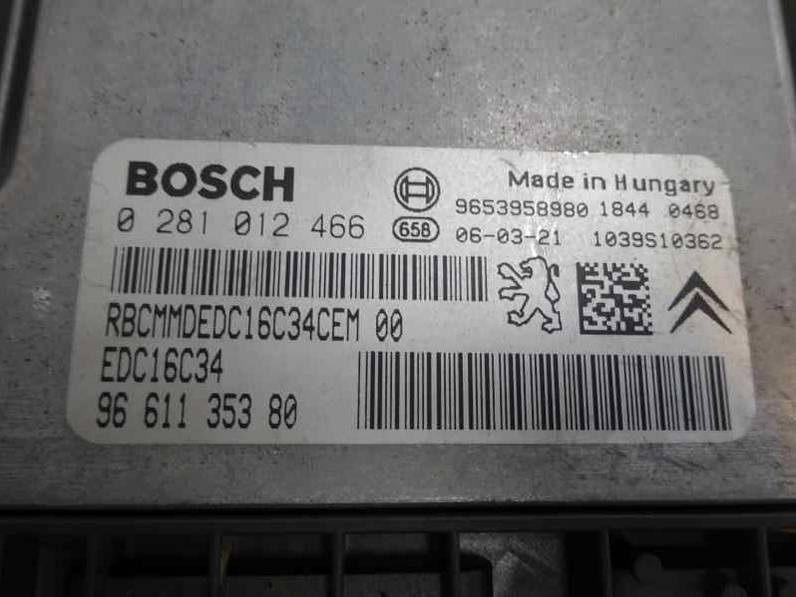 BOSCH
Made in Hungary
0 281 012 466
9653958980 1844 0468
658
06-03-21 1039S10362
RBCMMDEDC16C34CEM 00
EDC16C34
96 611 353 80